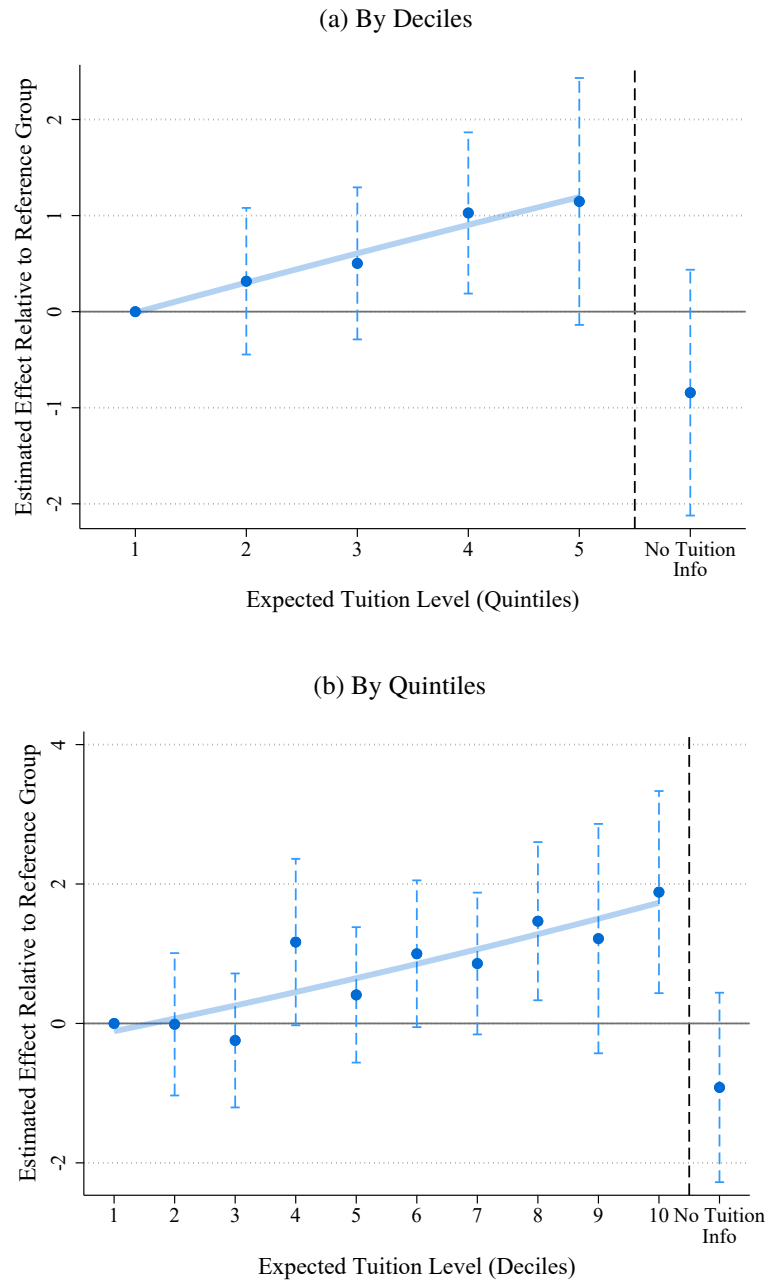 (a) By Deciles
Estimated Effect Relative to Reference Group
2
1
0
-1
-2
1 2 3 4 5 No Tuition
Info
Expected Tuition Level (Quintiles)
(b) By Quintiles
Estimated Effect Relative to Reference Group
4
2
0
-2
1 2 3 4 5 6 7 8 9 10 No Tuition
Info
Expected Tuition Level (Deciles)